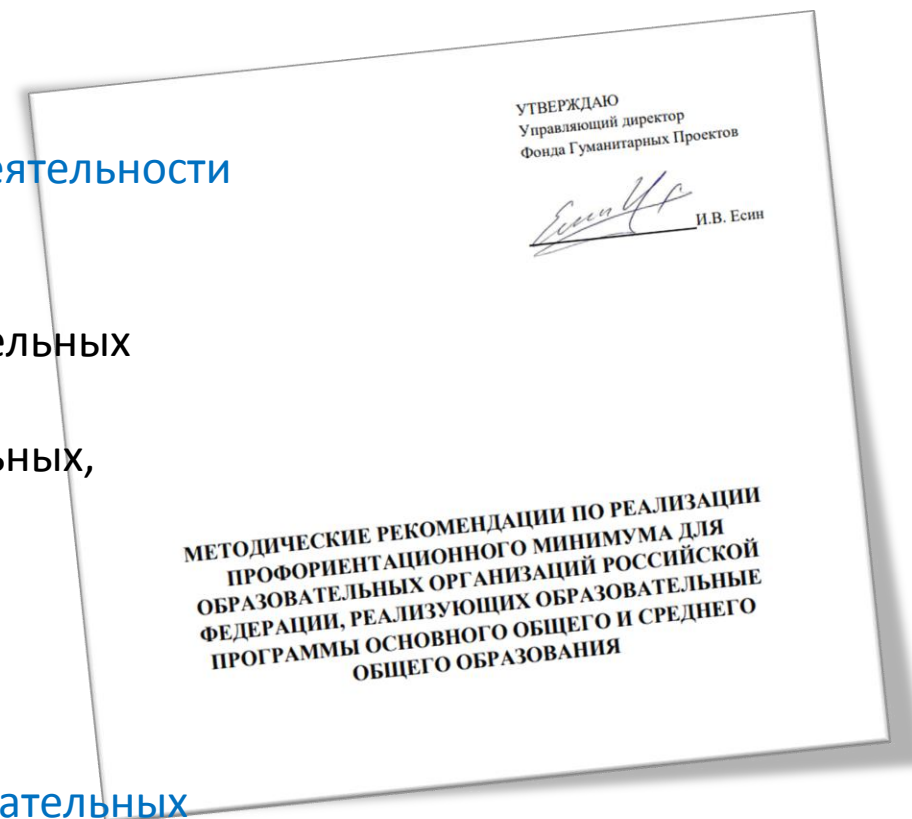 УТВЕРЖДАЮ
Управляющий директор
Фонда Гуманитарных Проектов
еятельности
И.В. Есин
ельных
ьных,
МЕТОДИЧЕСКИЕ РЕКОМЕНДАЦИИ ПО РЕАЛИЗАЦИИ
ПРОФОРИЕНТАЦИОННОГО МИНИМУМА ДЛЯ
ОБРАЗОВАТЕЛЬНЫХ ОРГАНИЗАЦИЙ РОССИЙСКОЙ
ФЕДЕРАЦИИ, РЕАЛИЗУЮЩИХ ОБРАЗОВАТЕЛЬНЫЕ
ПРОГРАММЫ ОСНОВНОГО ОБЩЕГО И СРЕДНЕГО
ОБЩЕГО ОБРАЗОВАНИЯ
ательных